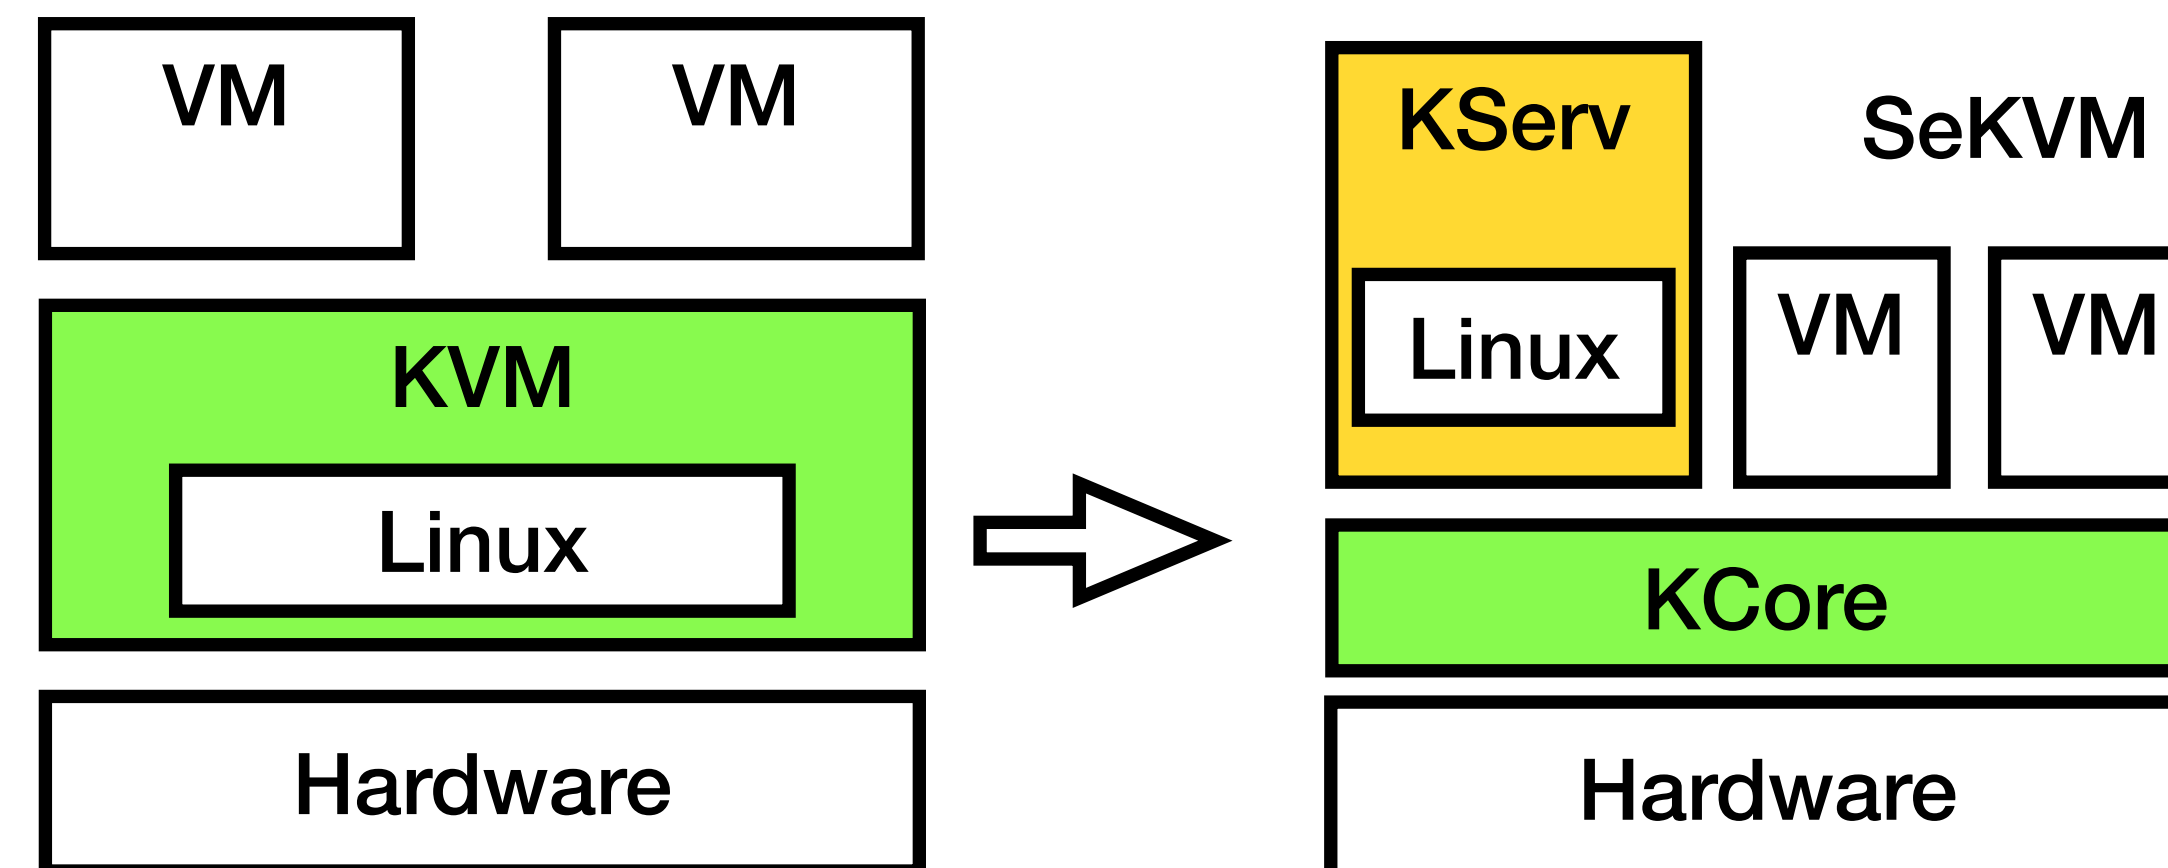 VM
VM
KVM
Linux
Hardware
KServ
SeKVM
Linux
VM
VM
KCore
Hardware